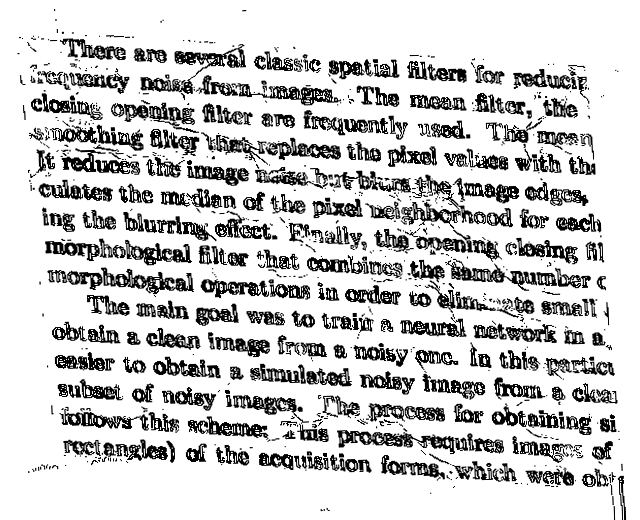 There are several classic spatial filters for reducin
frequency noise from images. The mean filter, the
closing opening filter are frequently used. The mean
smoothing filter that replaces the pixel values with the
It reduces the image noise but blurs the image edges.
culates the median of the pixel neighborhood for each
ing the blurring effect. Finally, the opening closing fil
morphological filter that combines the same number o
morphological operations in order to eliminate small
The main goal was to train a neural network in a
obtain a clean image from a noisy one. In this particu
easier to obtain a simulated noisy image from a clean
subset of noisy images. The process for obtaining si
follows this scheme: This process requires images of
rectangles) of the acquisition forms, which were obt